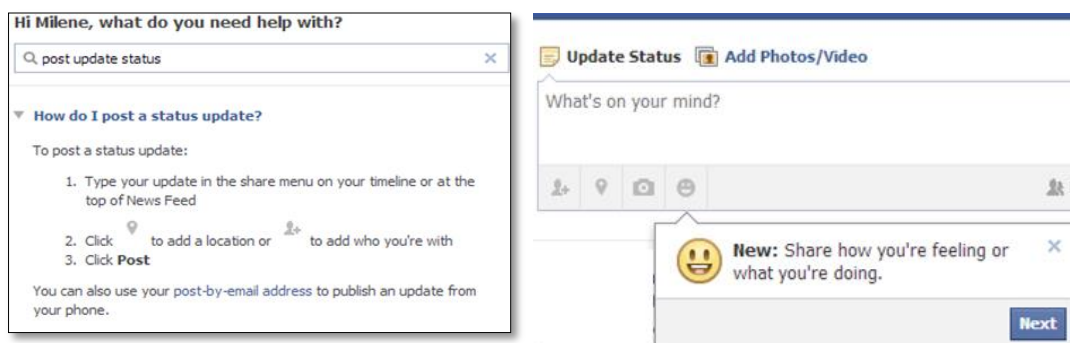 Hi Milene, what do you need help with?
post update status
How do I post a status update?
To post a status update:
1. Type your update in the share menu on your timeline or at the
top of News Feed
2. Click to add a location or to add who you're with
3. Click Post
You can also use your post-by-email address to publish an update from
your phone.
Update Status Add Photos/Video
What's on your mind?
New: Share how you're feeling or
what you're doing.
Next